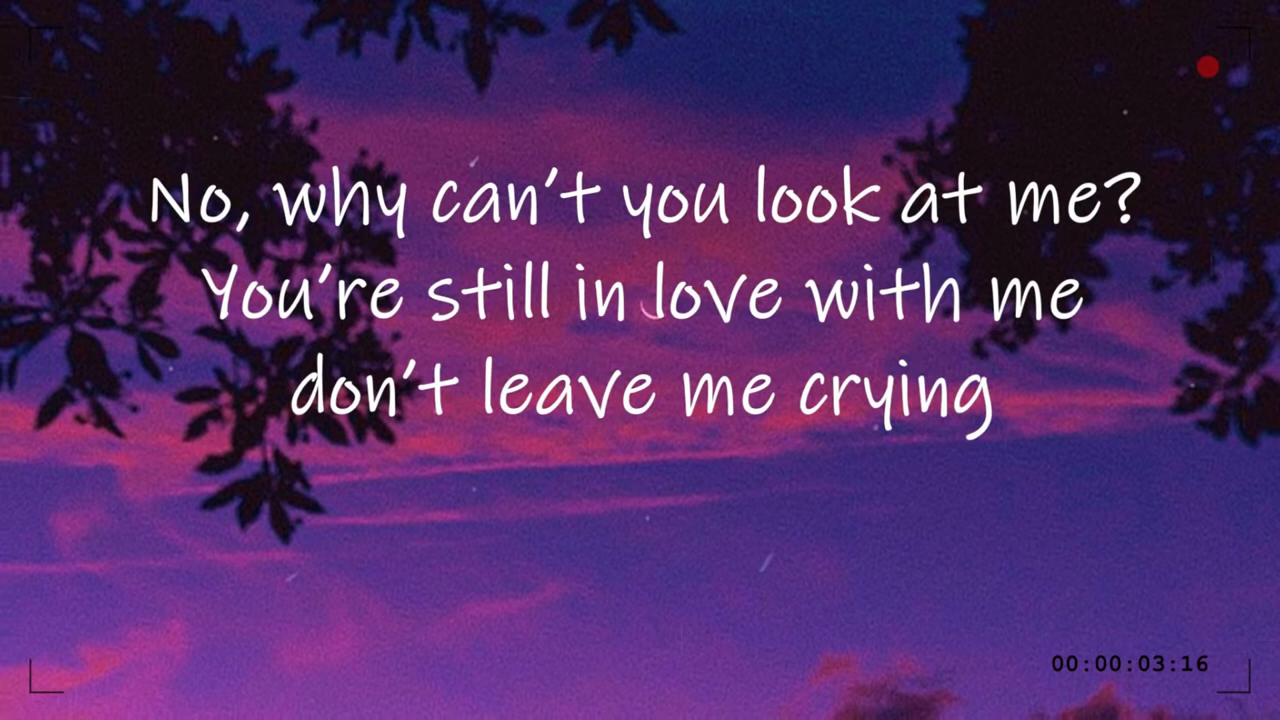 No, why can't you look at me?
You're still in love with me
don't leave me crying
00:00:03:16